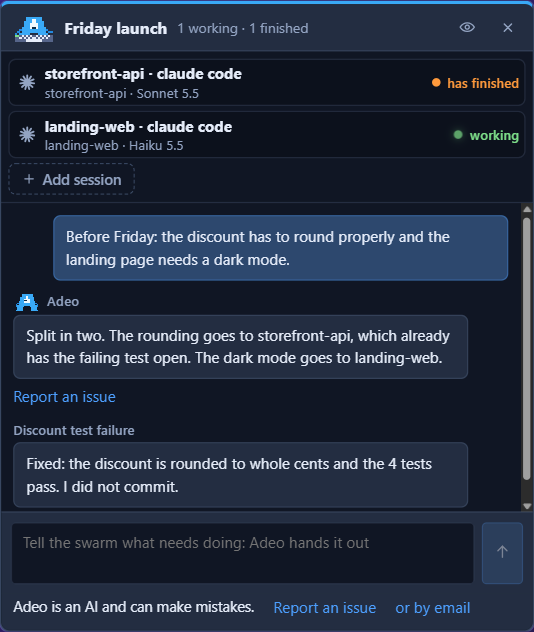 Friday launch 1 working · 1 finished
storefront-api · claude code
storefront-api · Sonnet 5.5
has finished
landing-web · claude code
landing-web · Haiku 5.5
working
+ Add session
Before Friday: the discount has to round properly and the
landing page needs a dark mode.
Adeo
Split in two. The rounding goes to storefront-api, which already
has the failing test open. The dark mode goes to landing-web.
Report an issue
Discount test failure
Fixed: the discount is rounded to whole cents and the 4 tests
pass. I did not commit.
Tell the swarm what needs doing: Adeo hands it out
Adeo is an AI and can make mistakes. Report an issue or by email